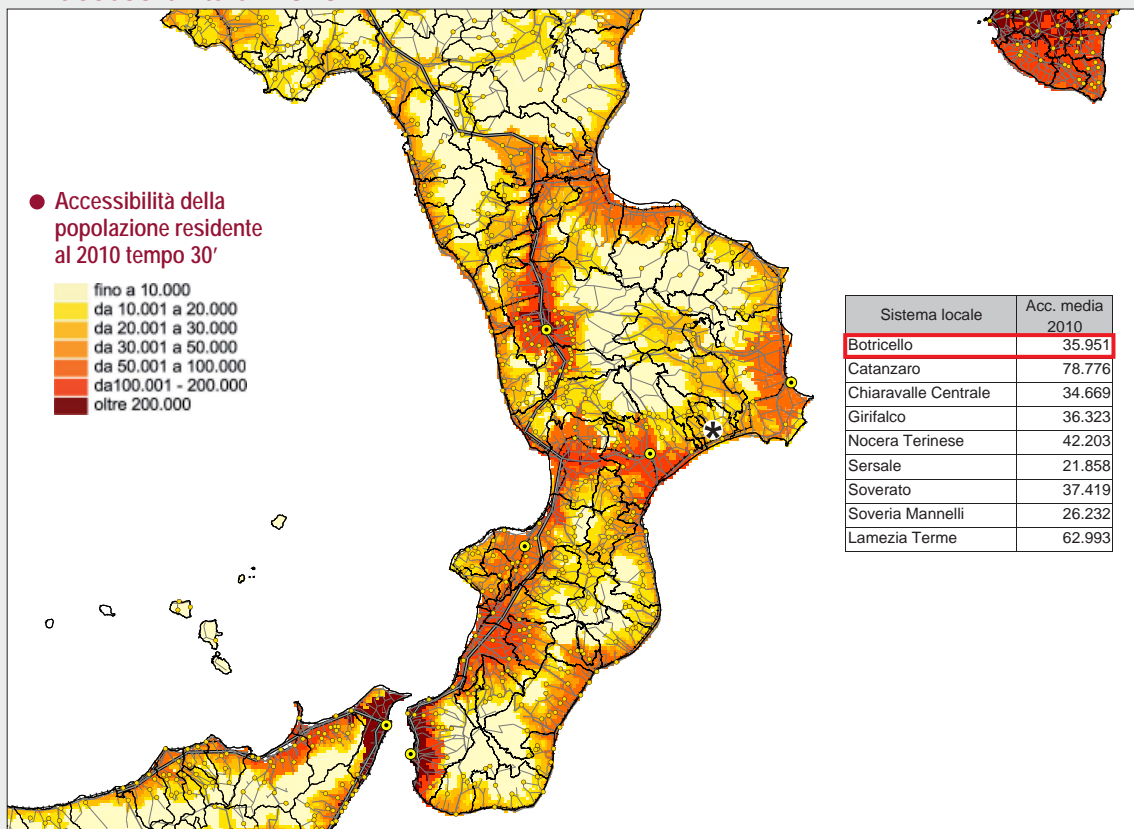 Accessibilità della
popolazione residente
al 2010 tempo 30'
fino a 10.000
da 10.001 a 20.000
da 20.001 a 30.000
da 30.001 a 50.000
da 50.001 a 100.000
da100.001 - 200.000
oltre 200.000
Sistema locale Acc. media 2010
Botricello 35.951
Catanzaro 78.776
Chiaravalle Centrale 34.669
Girifalco 36.323
Nocera Terinese 42.203
Sersale 21.858
Soverato 37.419
Soveria Mannelli 26.232
Lamezia Terme 62.993
*